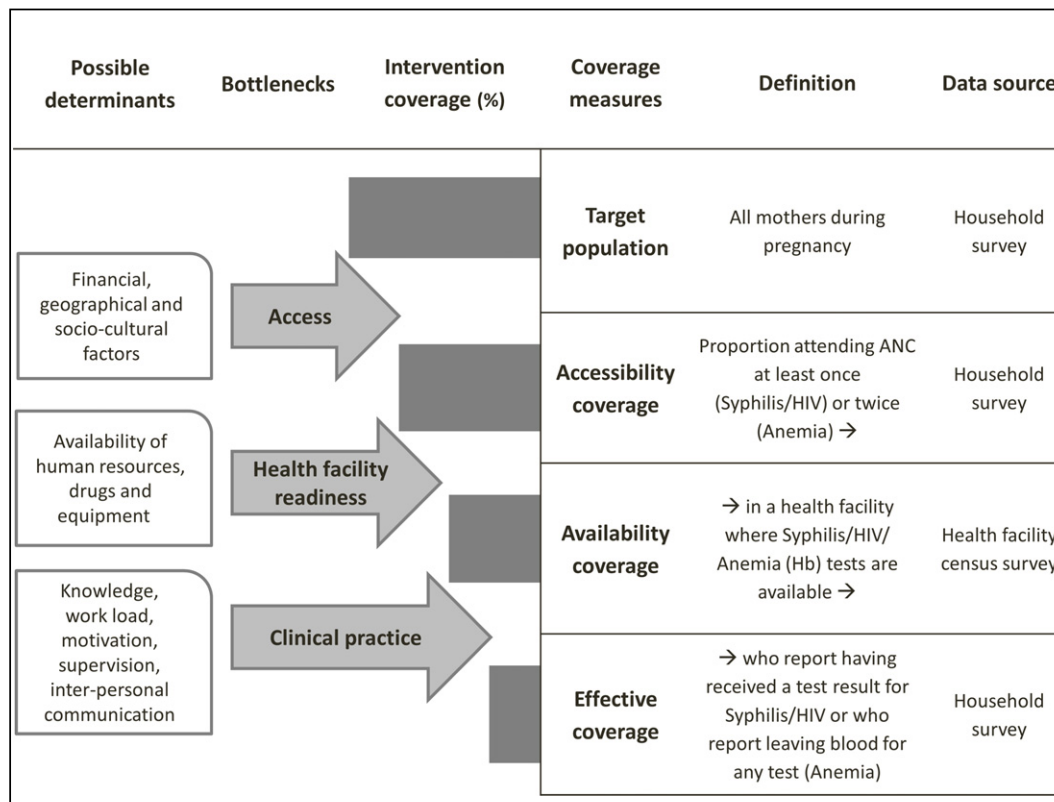 Possible
determinants
Bottlenecks
Intervention
coverage (%)
Coverage
measures
Definition
Data source
Target
population
All mothers during
pregnancy
Household
survey
Financial,
geographical and
socio-cultural
factors
Access
Accessibility
coverage
Proportion attending ANC
at least once
(Syphilis/HIV) or twice
(Anemia) →
Household
survey
Availability of
human resources,
drugs and
equipment
Health facility
readiness
Availability
coverage
→ in a health facility
where Syphilis/HIV/
Anemia (Hb) tests are
available →
Health facility
census survey
Knowledge,
work load,
motivation,
supervision,
inter-personal
communication
Clinical practice
Effective
coverage
→ who report having
received a test result for
Syphilis/HIV or who
report leaving blood for
any test (Anemia)
Household
survey